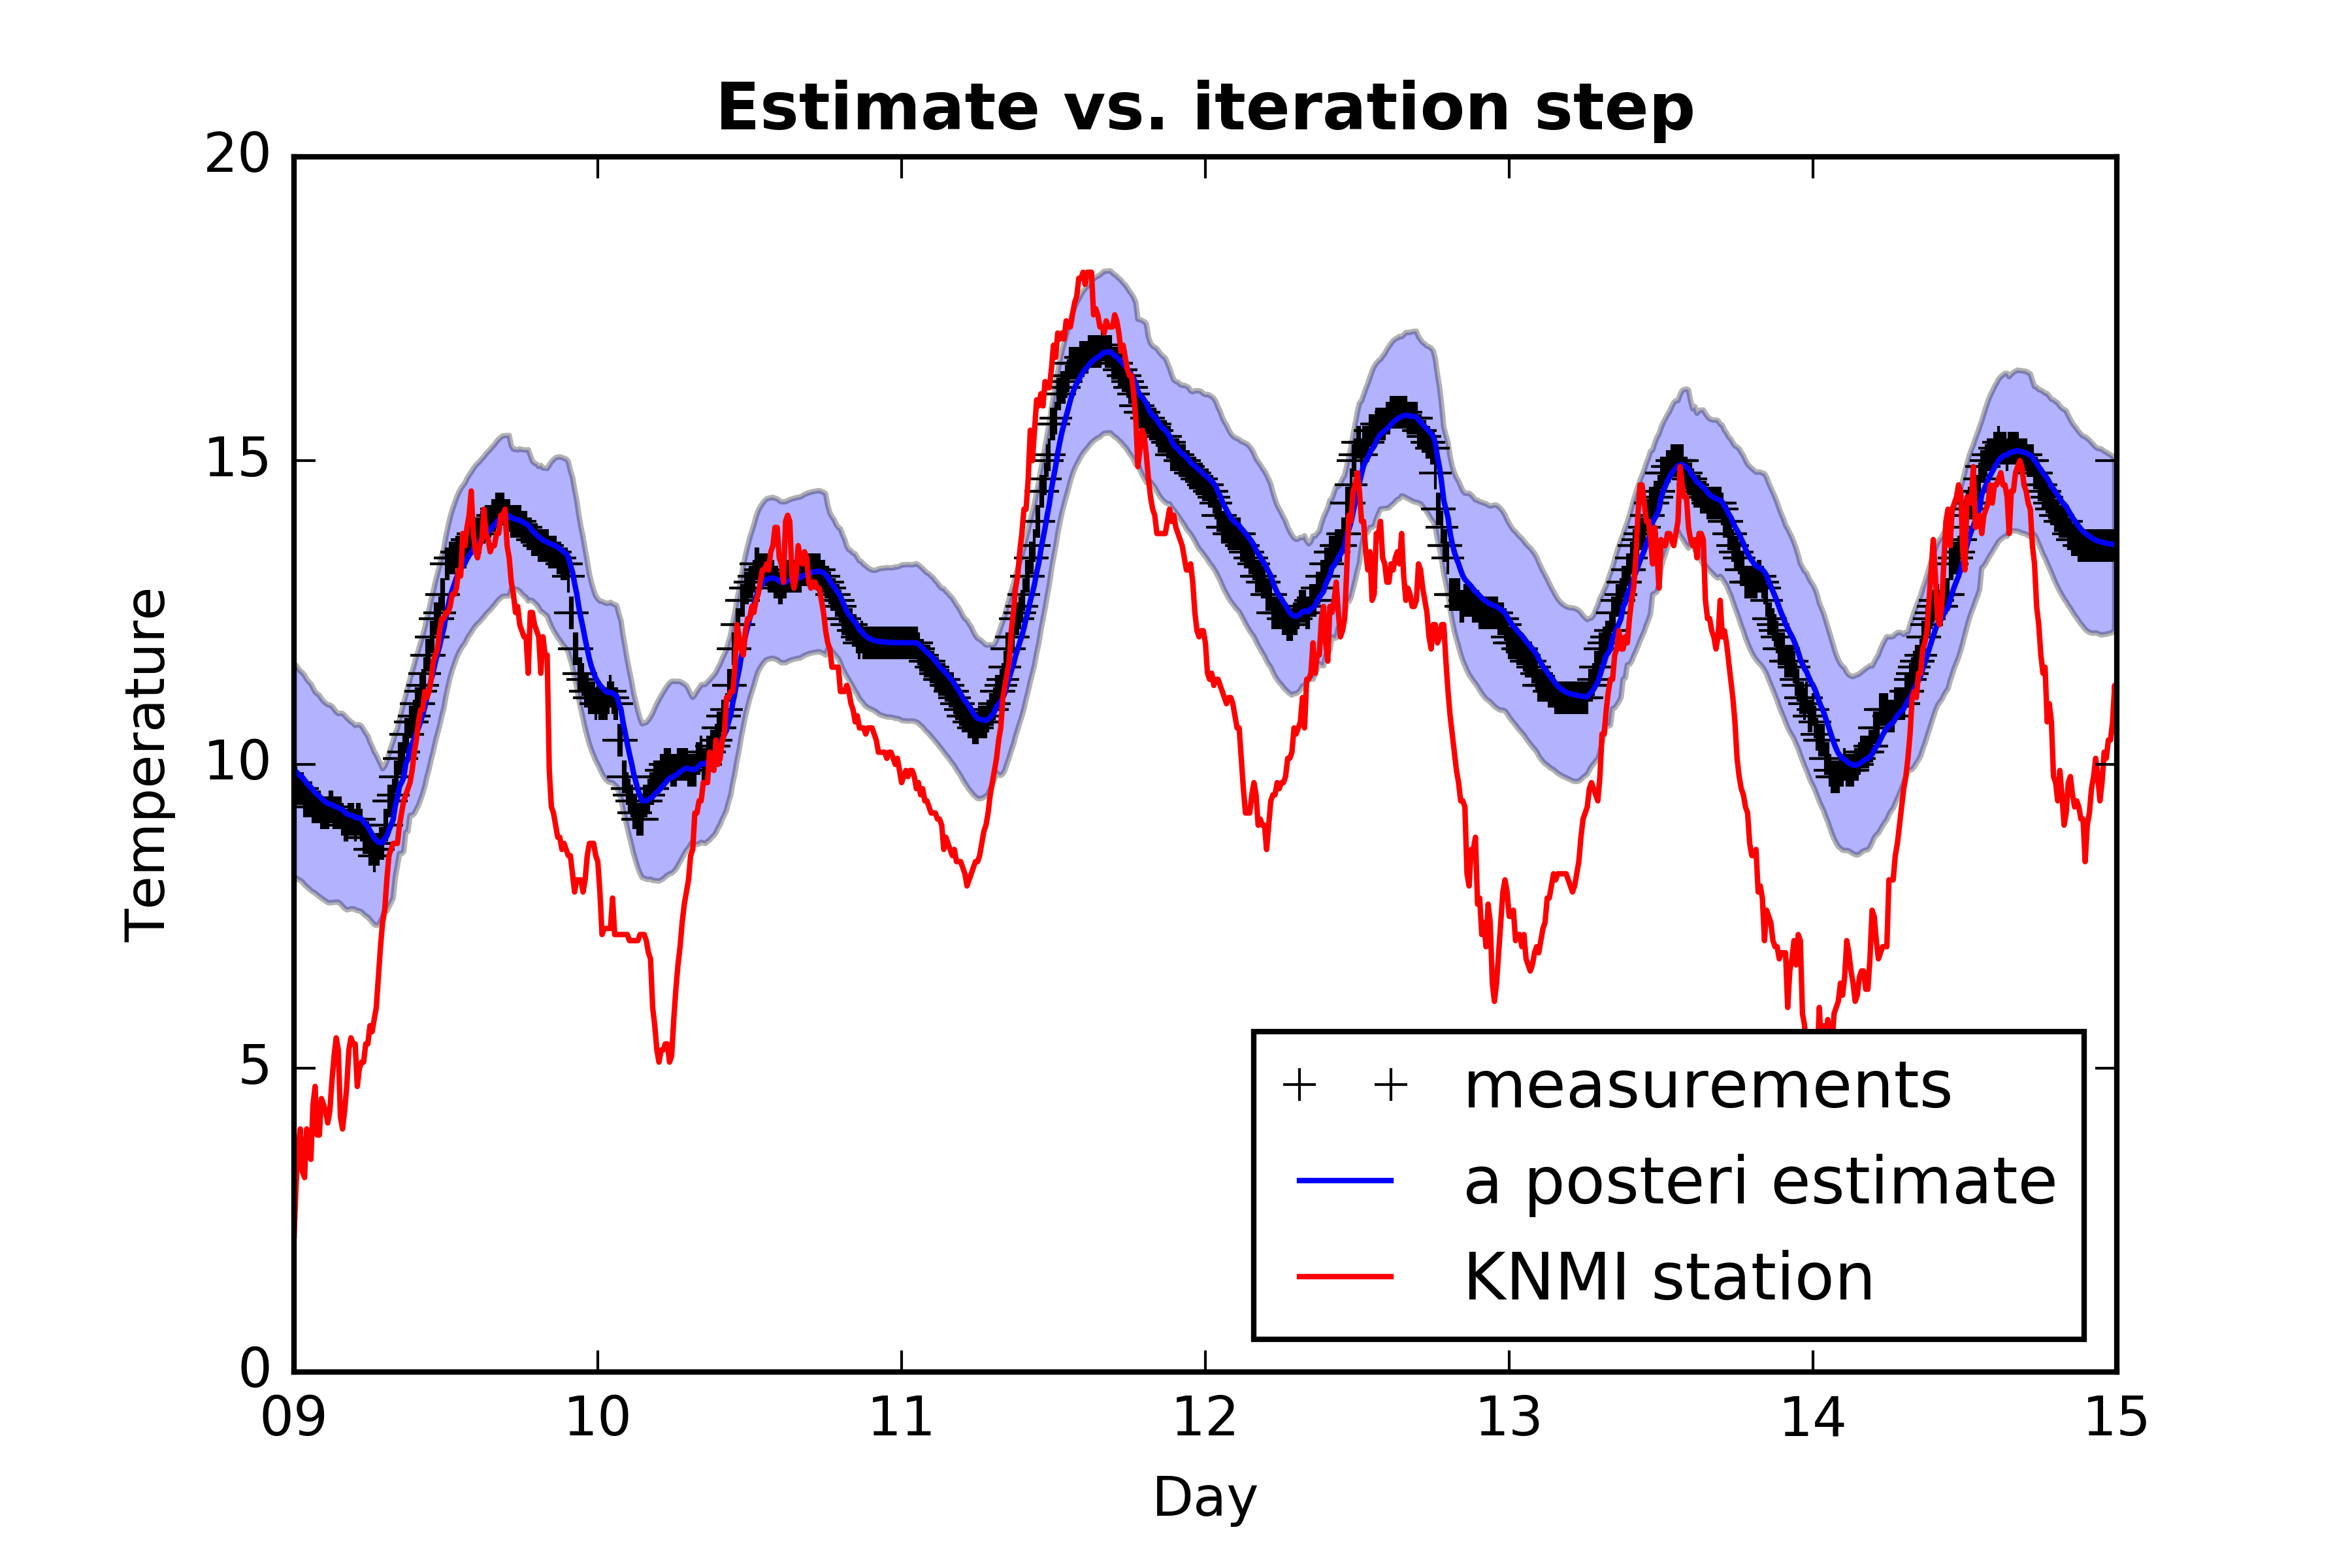 Estimate vs. iteration step
20
15
10
5
0
Temperature
09 10 11 12 13 14 15
Day
measurements
a posteri estimate
KNMI station